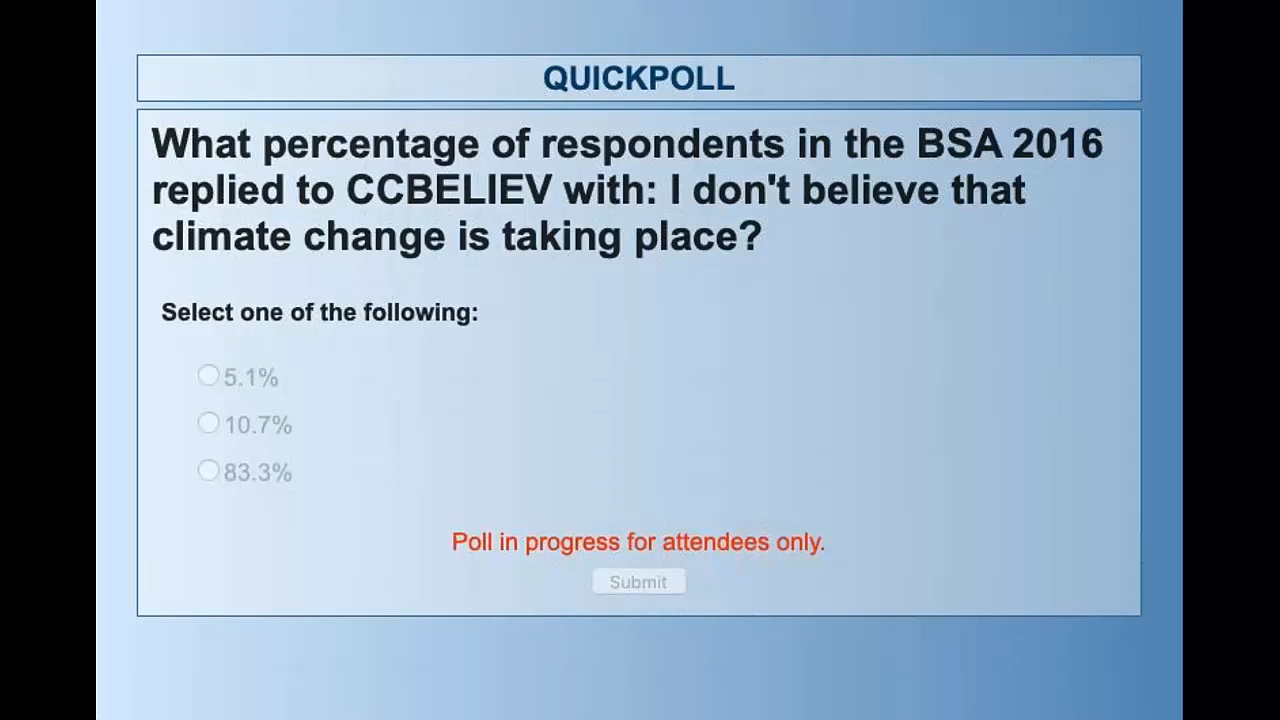 QUICKPOLL
What percentage of respondents in the BSA 2016
replied to CCBELIEV with: I don't believe that
climate change is taking place?
Select one of the following:
5.1%
10.7%
83.3%
Poll in progress for attendees only.
Submit